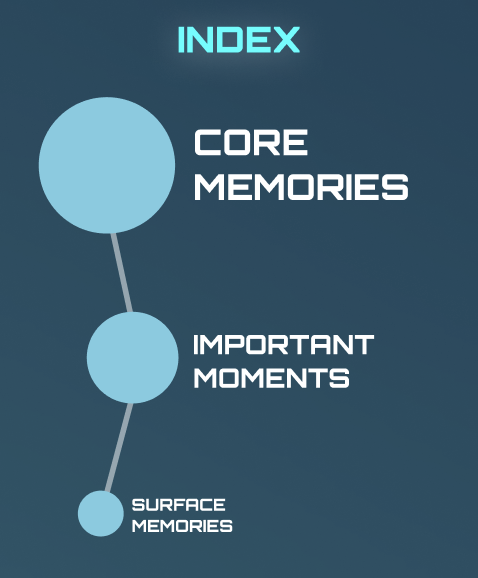 INDEX
CORE
MEMORIES
IMPORTANT
MOMENTS
SURFACE
MEMORIES